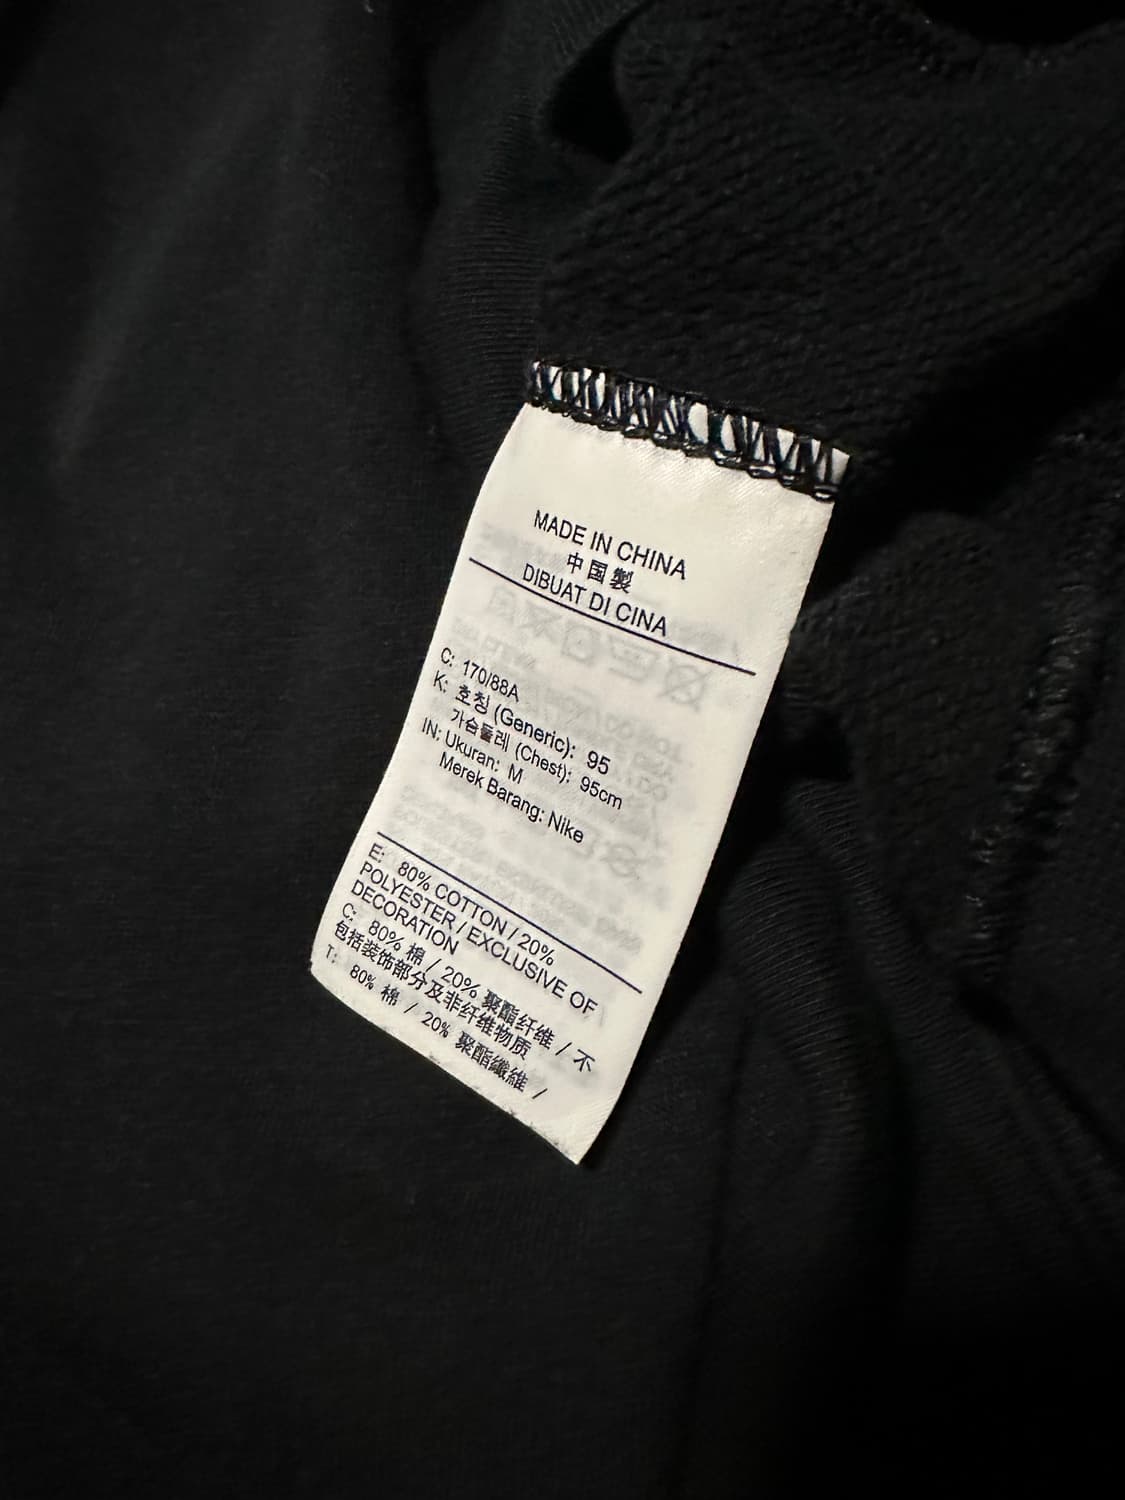 MADE IN CHINA
中国製
DIBUAT DI CINA
C: 170/88A
K: 호칭 (Generic): 95
가슴둘레 (Chest): 95cm
IN: Ukuran: M
Merek Barang: Nike
E: 80% COTTON / 20%
POLYESTER / EXCLUSIVE OF
DECORATION
C: 80% 棉 / 20% 聚酯纤维 / 不
包括装饰部分及非纤维物质
T: 80% 棉 / 20% 聚酯纖維 /